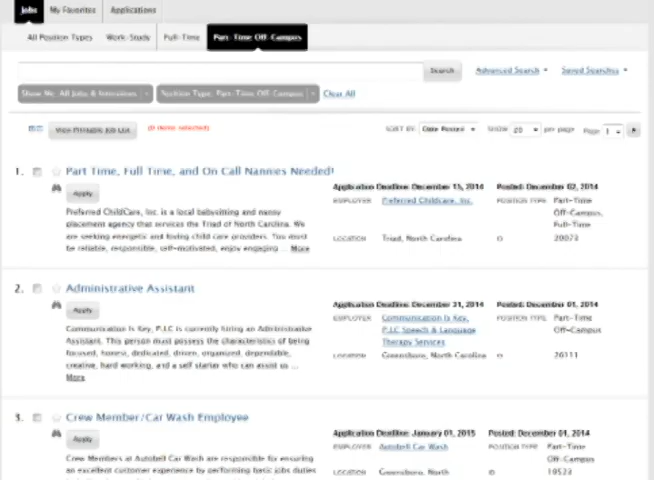 Jobs My Favorites Applications
All Position Types Work-Study Full-Time Part-Time Off-Campus
Search Advanced Search Saved Searches
Show Me: All Jobs & Interviews Position Type: Part-Time Off-Campus Clear All
View Printable Job List (0 items selected) SORT BY: Date Posted SHOW 20 per page Page 1
1. Part Time, Full Time, and On Call Nannies Needed!
Apply
Preferred ChildCare, Inc. is a local babysitting and nanny
placement agency that services the Triad of North Carolina. We
are seeking energetic and loving child care providers. You must
be reliable, responsible, self-motivated, enjoy engaging ... More
Application Deadline: December 15, 2014 Posted: December 02, 2014
EMPLOYER Preferred Childcare, Inc. POSITION TYPE Part-Time
Off-Campus,
Full-Time
LOCATION Triad, North Carolina ID 20073
2. Administrative Assistant
Apply
Communication Is Key, PLLC is currently hiring an Administrative
Assistant. This person must possess the characteristics of being
focused, honest, dedicated, driven, organized, dependable,
creative, hard working, and a self starter who can assist us ...
More
Application Deadline: December 31, 2014 Posted: December 01, 2014
EMPLOYER Communication Is Key, POSITION TYPE Part-Time
PLLC Speech & Language Off-Campus
Therapy Services
LOCATION Greensboro, North Carolina ID 20111
3. Crew Member/Car Wash Employee
Apply
Crew Members at Autobell Car Wash are responsible for ensuring
an excellent customer experience by performing basic jobs duties
Application Deadline: January 01, 2015 Posted: December 01, 2014
EMPLOYER Autobell Car Wash POSITION TYPE Part-Time
Off-Campus
LOCATION Greensboro, North ID 19523